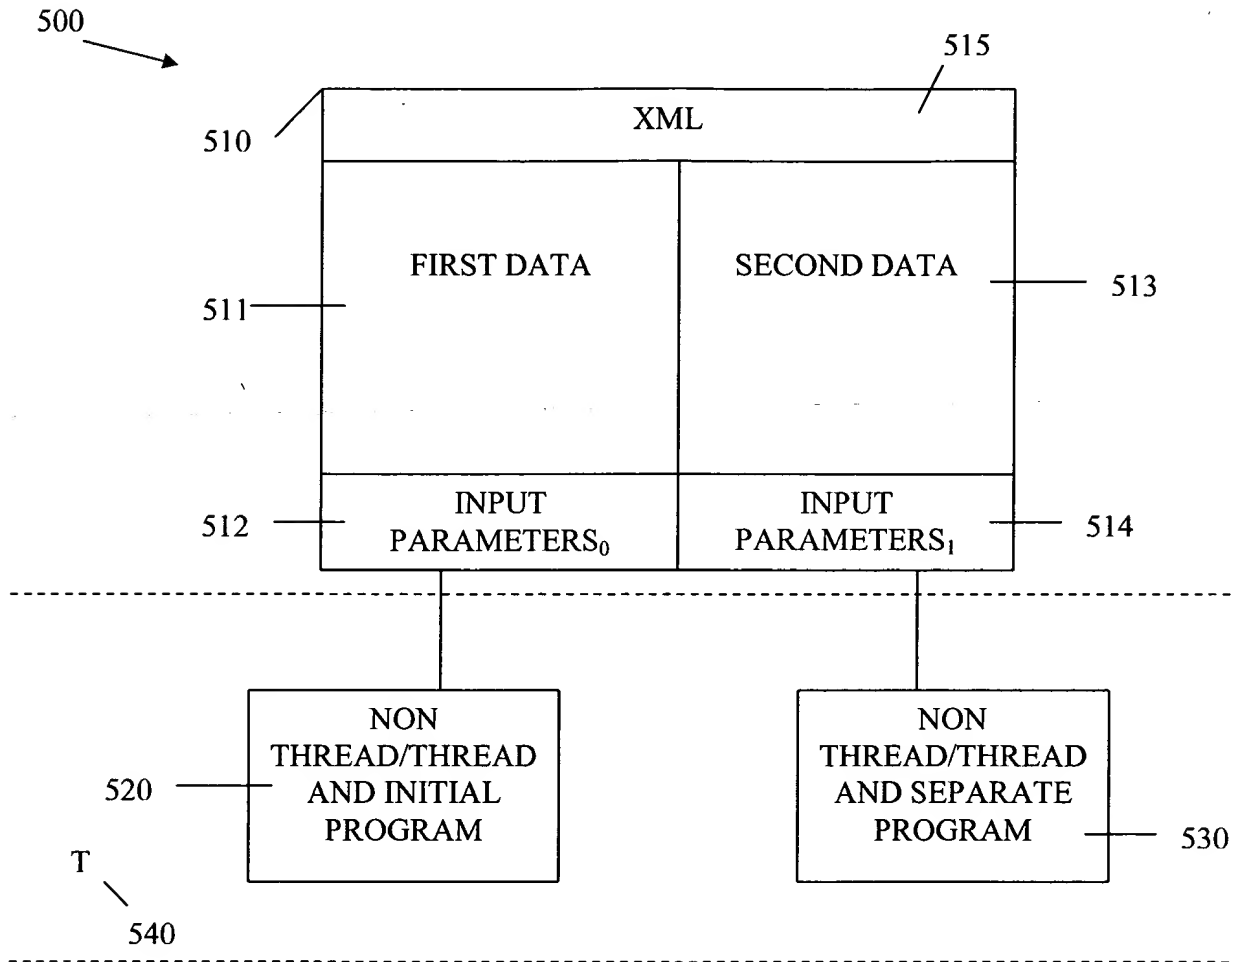 500
515
XML
510
FIRST DATA
SECOND DATA
511
513
INPUT
PARAMETERS₀
INPUT
PARAMETERS₁
512
514
NON
THREAD/THREAD
AND INITIAL
PROGRAM
NON
THREAD/THREAD
AND SEPARATE
PROGRAM
520
530
T
540